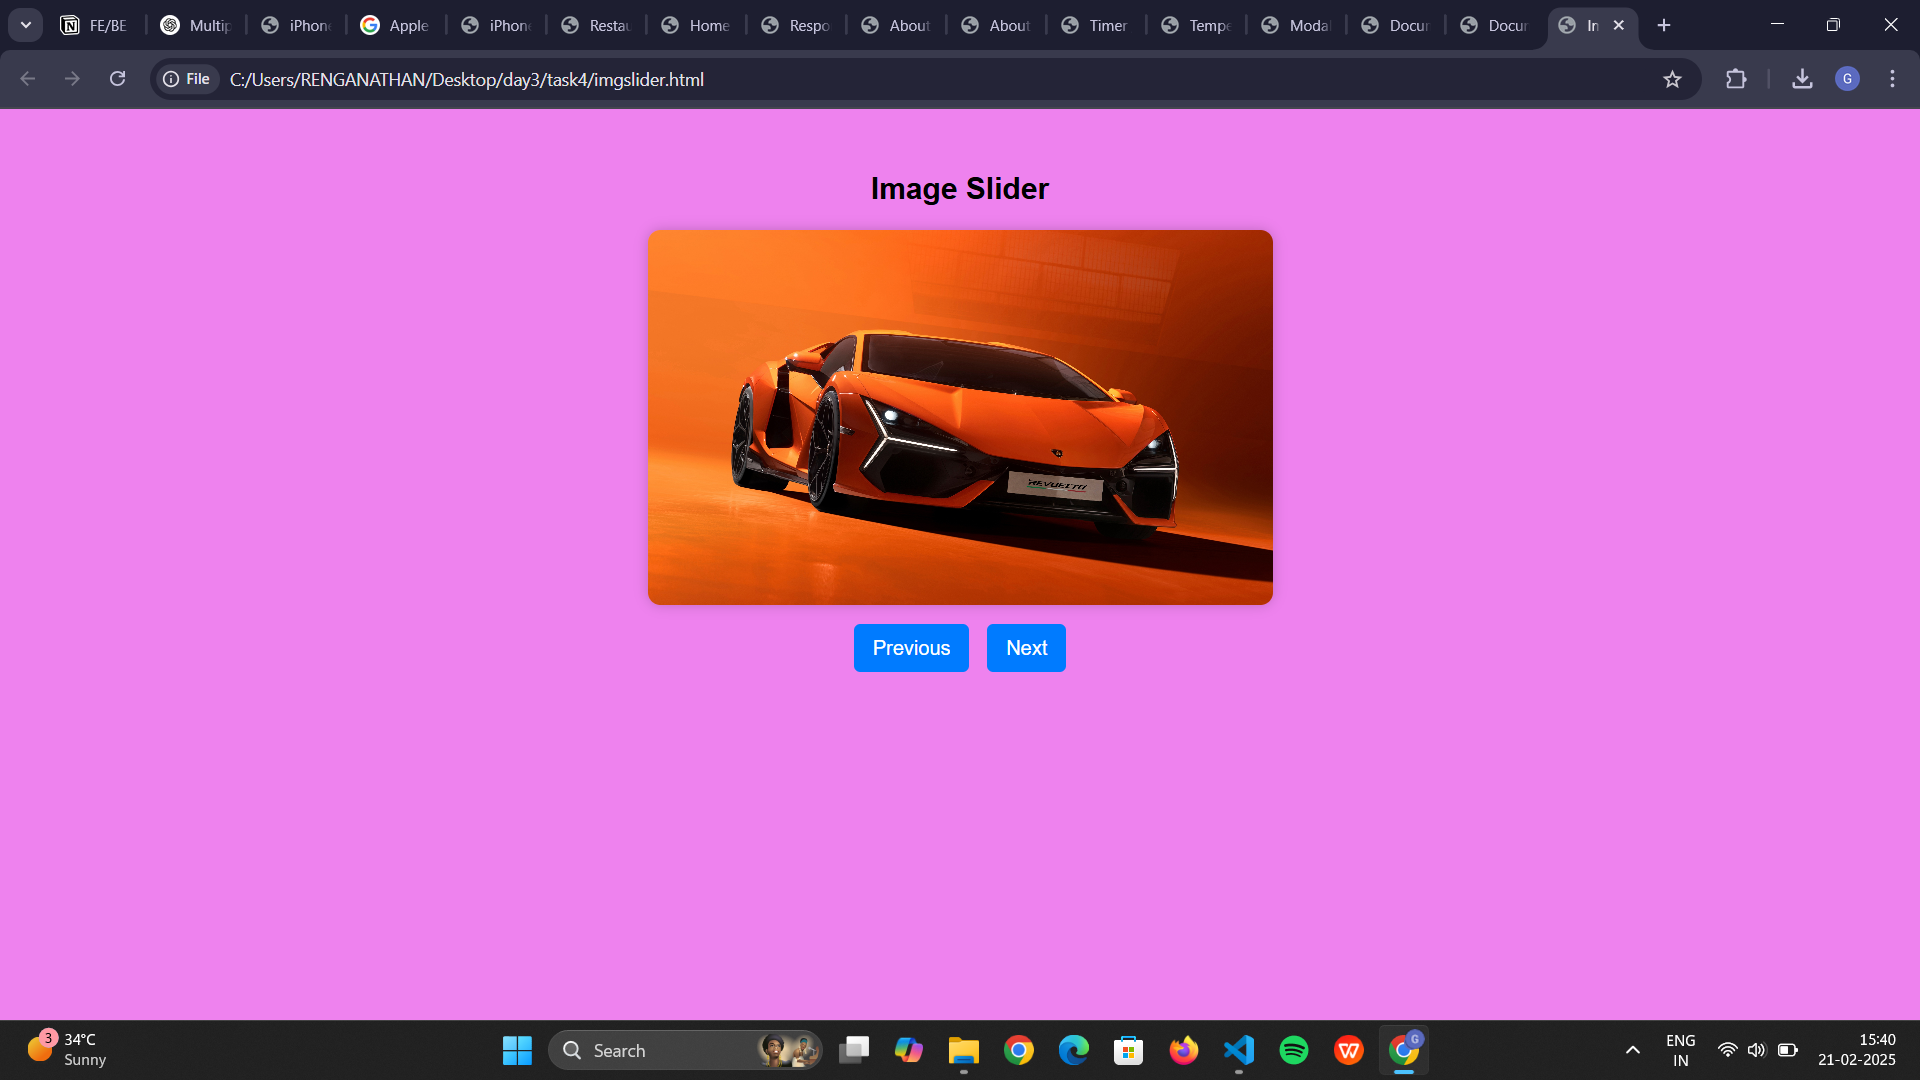 FE/BE
Multip
iPhon
Apple
iPhon
Restau
Home
Respo
About
About
Timer
Tempe
Modal
Docur
Docur
In
File
C:/Users/RENGANATHAN/Desktop/day3/task4/imgslider.html
G
Image Slider
REVUELTO
Previous
Next
3
34°C
Sunny
Search
G
ENG
IN
15:40
21-02-2025